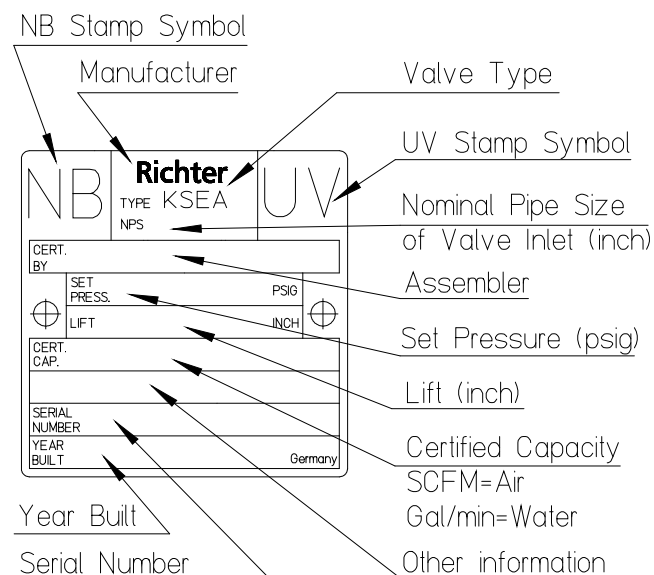 NB Stamp Symbol
Manufacturer
Valve Type
UV Stamp Symbol
NB
Richter
TYPE KSEA
NPS
UV
Nominal Pipe Size
of Valve Inlet (inch)
CERT.
BY
Assembler
SET
PRESS.
PSIG
LIFT
INCH
Set Pressure (psig)
CERT.
CAP.
Lift (inch)
SERIAL
NUMBER
YEAR
BUILT
Germany
Certified Capacity
SCFM=Air
Gal/min=Water
Year Built
Serial Number
Other information